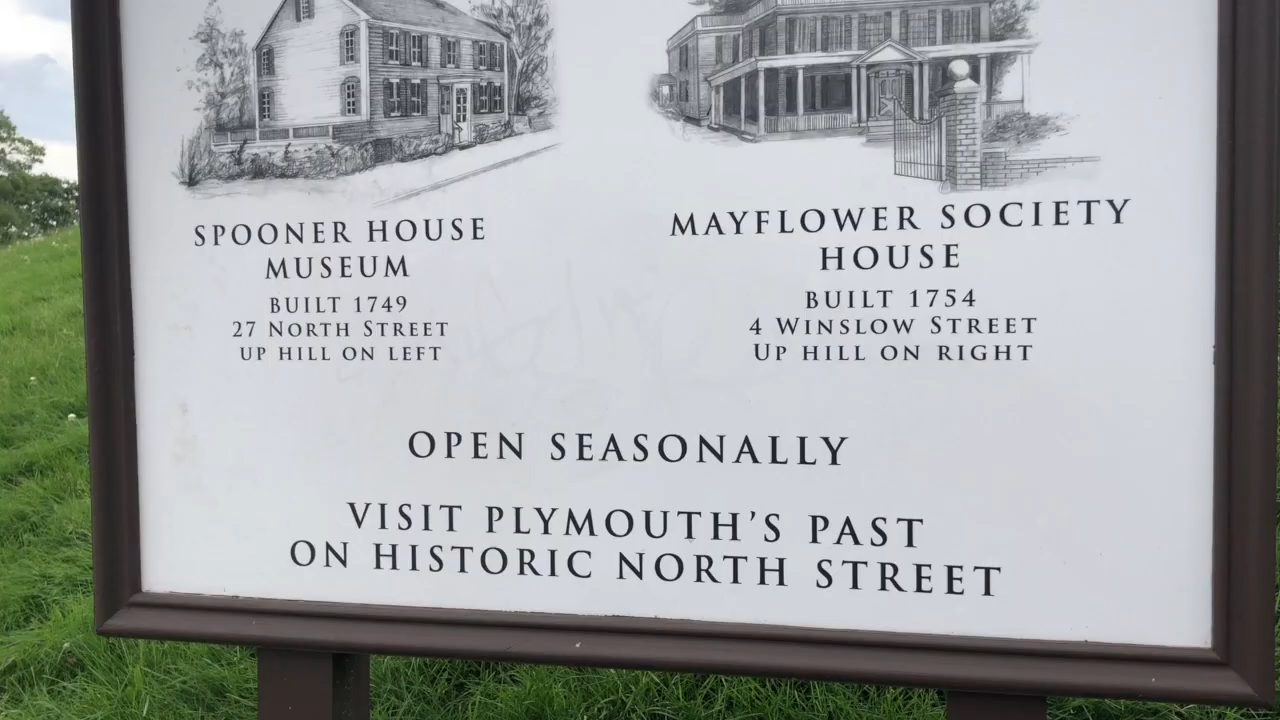 SPOONER HOUSE
MUSEUM
BUILT 1749
27 NORTH STREET
UP HILL ON LEFT
MAYFLOWER SOCIETY
HOUSE
BUILT 1754
4 WINSLOW STREET
UP HILL ON RIGHT
OPEN SEASONALLY
VISIT PLYMOUTH'S PAST
ON HISTORIC NORTH STREET